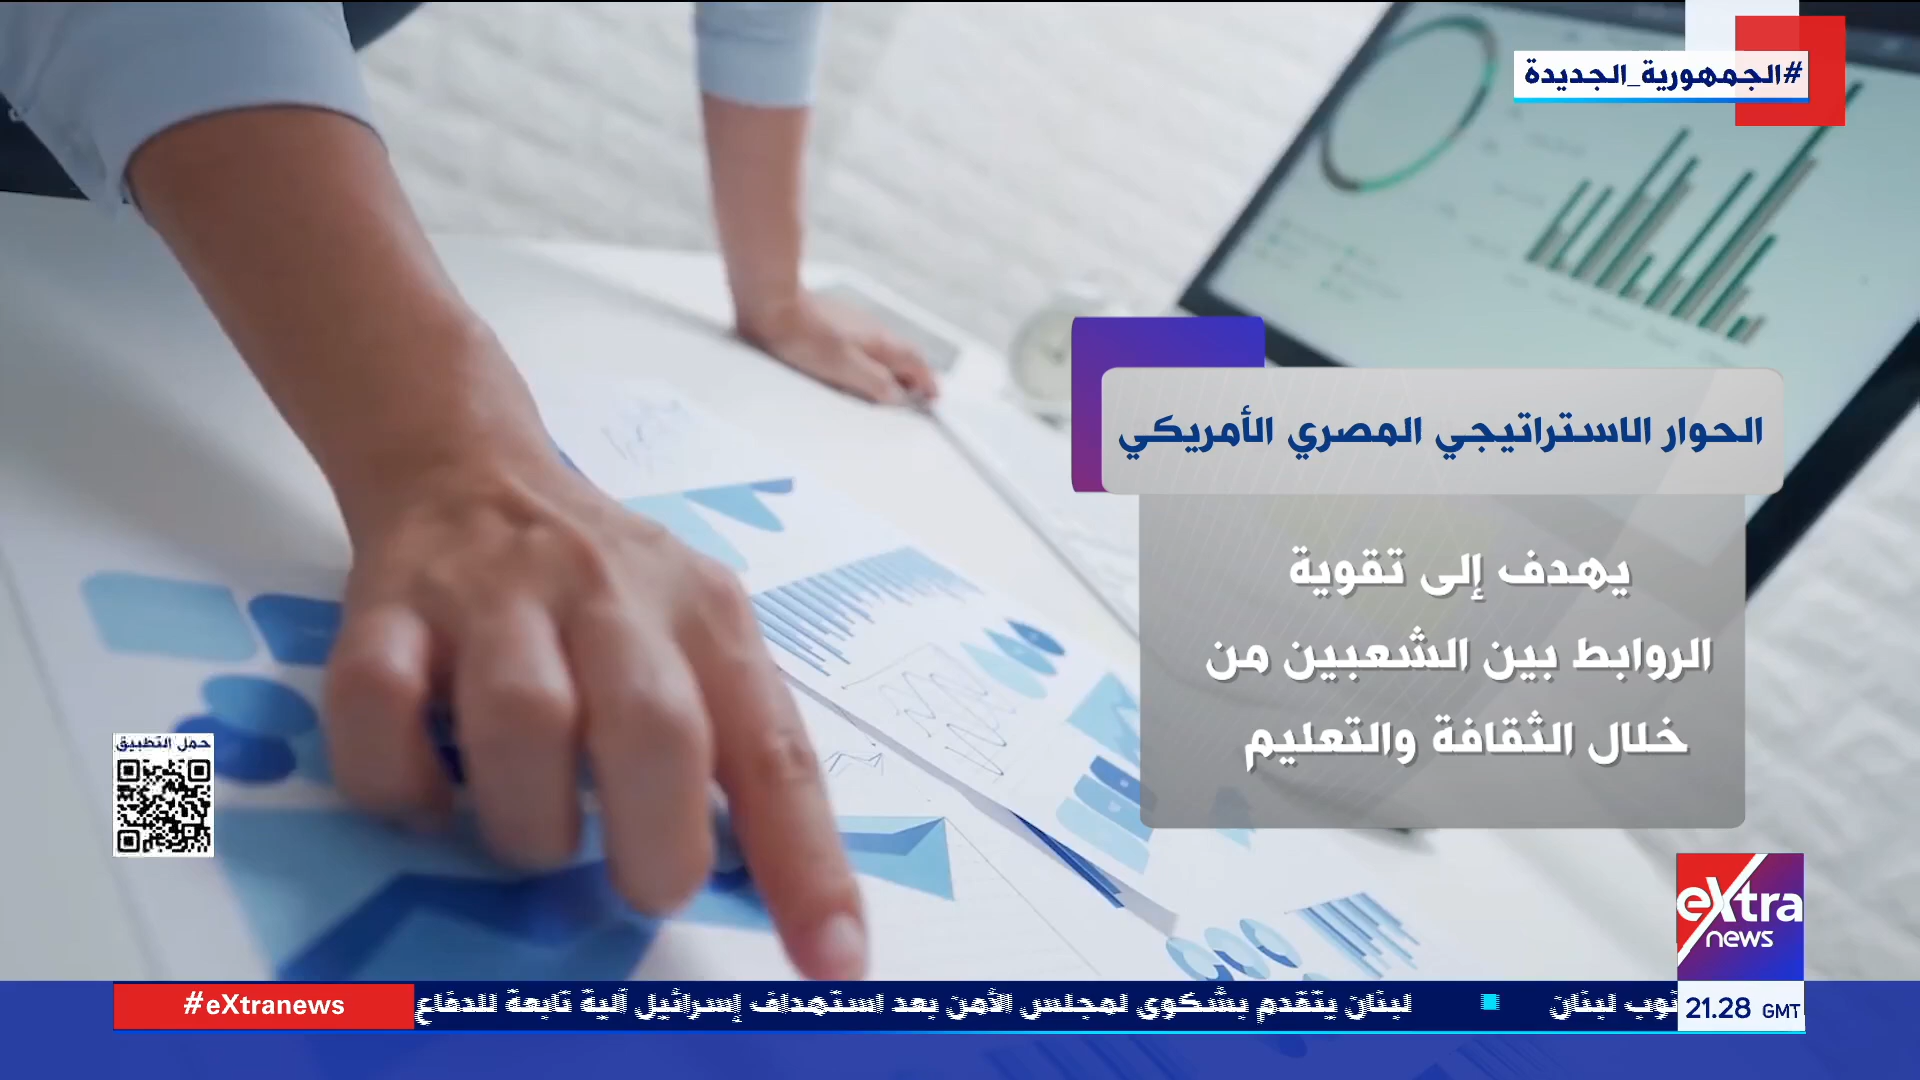 #الجمهورية_الجديدة
الحوار الاستراتيجي المصري الأمريكي
يهدف إلى تقوية
الروابط بين الشعبين من
خلال الثقافة والتعليم
حمل التطبيق
eXtra
news
#eXtranews
لبنان ■ لبنان يتقدم بشكوى لمجلس الأمن بعد استهداف إسرائيل آلية تابعة للدفاع
21.28 GMT